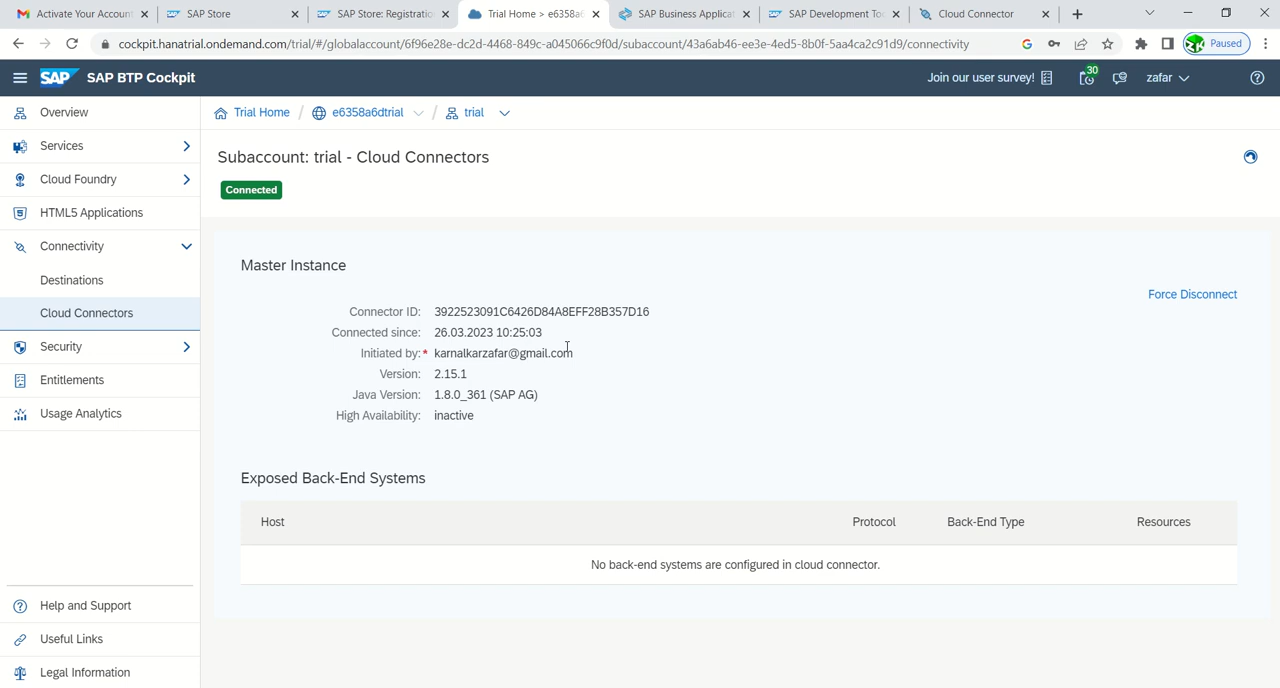 Activate Your Account
SAP Store
SAP Store: Registratio
Trial Home > e6358a6
SAP Business Applicat
SAP Development Too
Cloud Connector
cockpit.hanatrial.ondemand.com/trial/#/globalaccount/6f96e28e-dc2d-4468-849d-a045066c9f0d/subaccount/43a6ab46-ee3e-4ed5-8b0f-5aa4ca2c91d9/connectivity
Paused
SAP SAP BTP Cockpit
Join our user survey!
30
zafar
Overview
Services
Cloud Foundry
HTML5 Applications
Connectivity
Destinations
Cloud Connectors
Security
Entitlements
Usage Analytics
Help and Support
Useful Links
Legal Information
Trial Home / e6358a6dtrial / trial
Subaccount: trial - Cloud Connectors
Connected
Master Instance
Force Disconnect
Connector ID: 3922523091C6426D84A8EFF28B357D16
Connected since: 26.03.2023 10:25:03
Initiated by:* karnalkarzafar@gmail.com
Version: 2.15.1
Java Version: 1.8.0_361 (SAP AG)
High Availability: inactive
Exposed Back-End Systems
Host Protocol Back-End Type Resources
No back-end systems are configured in cloud connector.